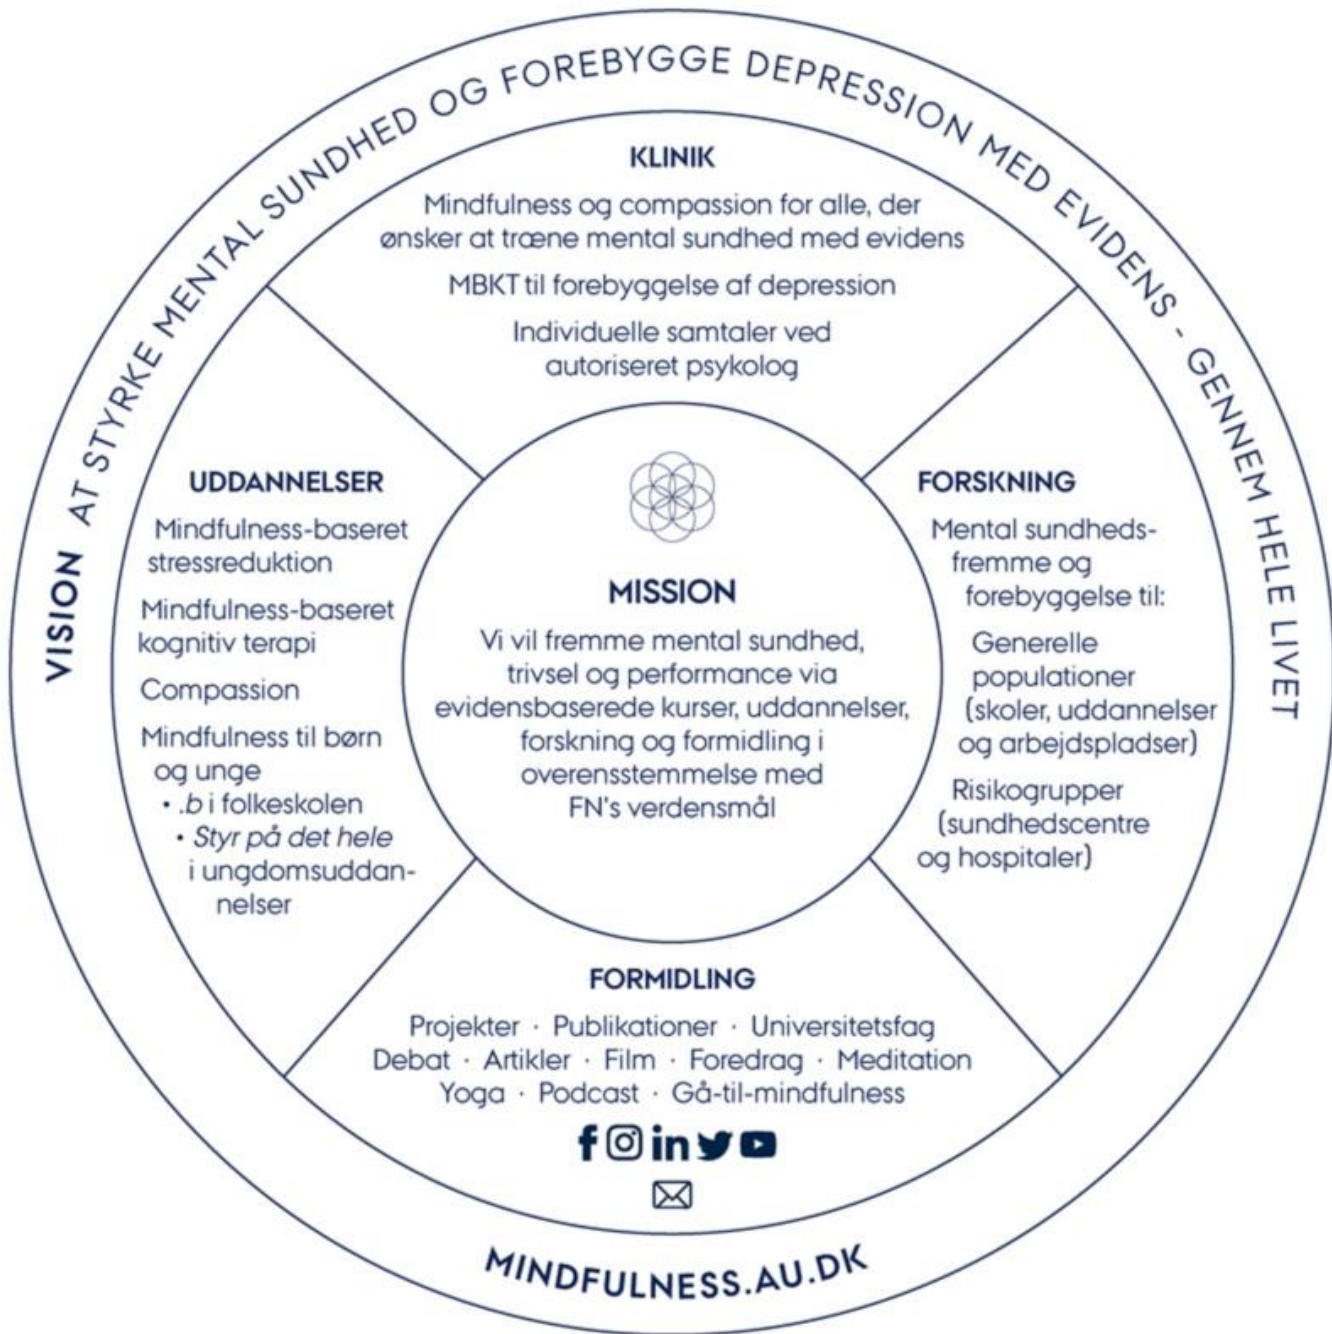 VISION AT STYRKE MENTAL SUNDHED OG FOREBYGGE DEPRESSION MED EVIDENS - GENNEM HELE LIVET
KLINIK
Mindfulness og compassion for alle, der
ønsker at træne mental sundhed med evidens
MBKT til forebyggelse af depression
Individuelle samtaler ved
autoriseret psykolog
UDDANNELSER
Mindfulness-baseret
stressreduktion
Mindfulness-baseret
kognitiv terapi
Compassion
Mindfulness til børn
og unge
• .b i folkeskolen
• Styr på det hele
i ungdomsuddan-
nelser
MISSION
Vi vil fremme mental sundhed,
trivsel og performance via
evidensbaserede kurser, uddannelser,
forskning og formidling i
overensstemmelse med
FN's verdensmål
FORSKNING
Mental sundheds-
fremme og
forebyggelse til:
Generelle
populationer
(skoler, uddannelser
og arbejdspladser)
Risikogrupper
(sundhedscentre
og hospitaler)
FORMIDLING
Projekter · Publikationer · Universitetsfag
Debat · Artikler · Film · Foredrag · Meditation
Yoga · Podcast · Gå-til-mindfulness
MINDFULNESS.AU.DK